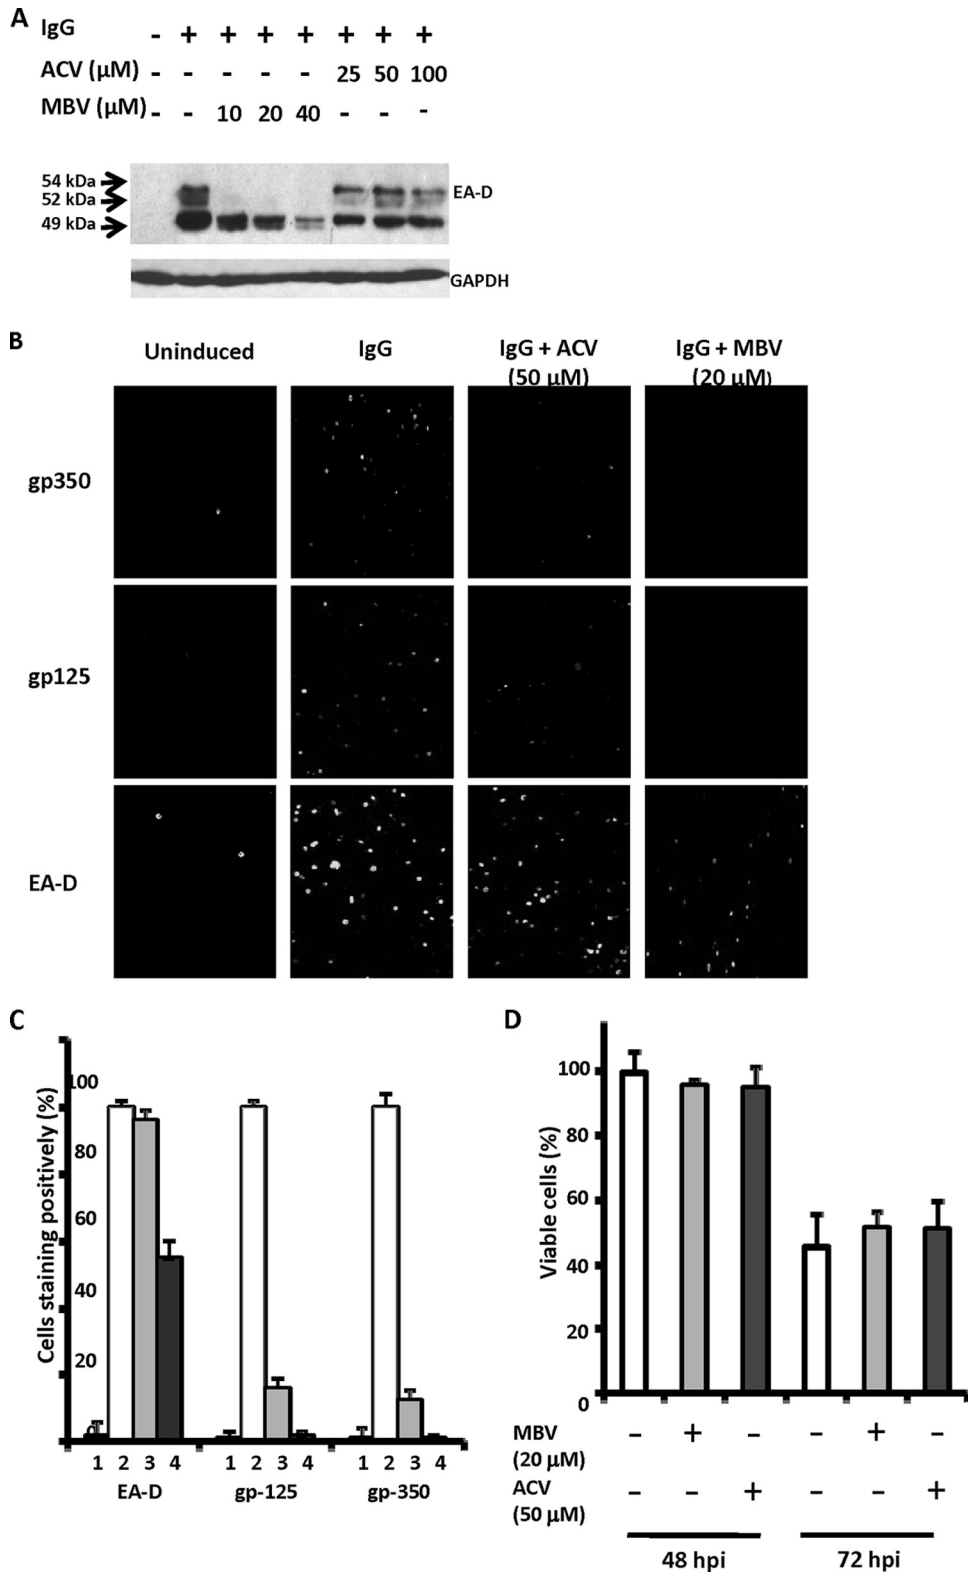 A
IgG - + + + + + + +
ACV (μM) - - - - - 25 50 100
MBV (μM) - - 10 20 40 - - -
54 kDa
52 kDa
49 kDa
EA-D
GAPDH
B
Uninduced IgG IgG + ACV (50 μM) IgG + MBV (20 μM)
gp350
gp125
EA-D
C
Cells staining positively (%)
100
80
60
40
20
0
1 2 3 4 1 2 3 4 1 2 3 4
EA-D gp-125 gp-350
D
Viable cells (%)
100
80
60
40
20
0
MBV (20 μM) - + - - + -
ACV (50 μM) - - + - - +
48 hpi 72 hpi